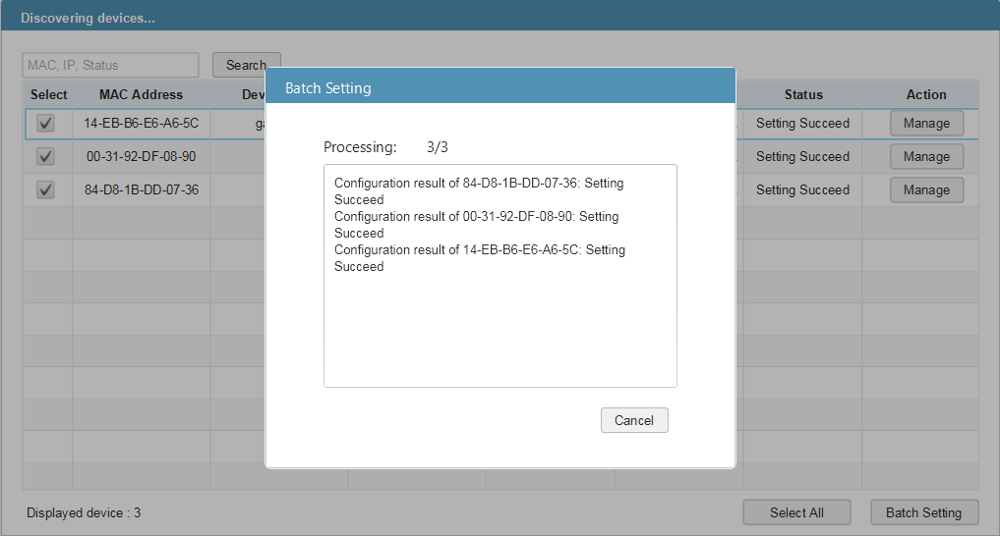 Discovering devices...
MAC, IP, Status
Search
Batch Setting
Select MAC Address Status Action
14-EB-B6-E6-A6-5C Setting Succeed Manage
00-31-92-DF-08-90 Setting Succeed Manage
84-D8-1B-DD-07-36 Setting Succeed Manage
Processing: 3/3
Configuration result of 84-D8-1B-DD-07-36: Setting
Succeed
Configuration result of 00-31-92-DF-08-90: Setting
Succeed
Configuration result of 14-EB-B6-E6-A6-5C: Setting
Succeed
Cancel
Displayed device : 3
Select All
Batch Setting